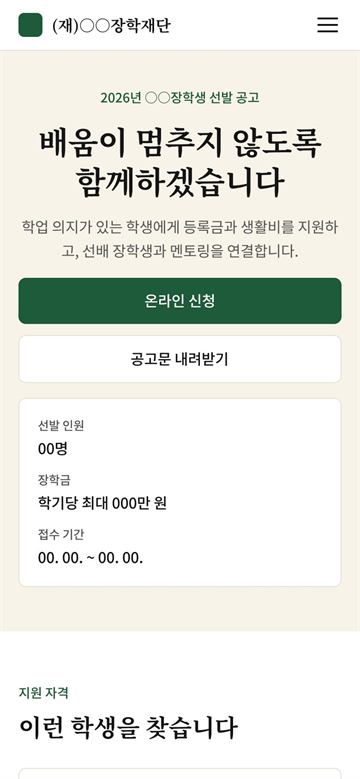 (재)○○장학재단
2026년 ○○장학생 선발 공고
배움이 멈추지 않도록
함께하겠습니다
학업 의지가 있는 학생에게 등록금과 생활비를 지원하
고, 선배 장학생과 멘토링을 연결합니다.
온라인 신청
공고문 내려받기
선발 인원
00명
장학금
학기당 최대 000만 원
접수 기간
00. 00. ~ 00. 00.
지원 자격
이런 학생을 찾습니다